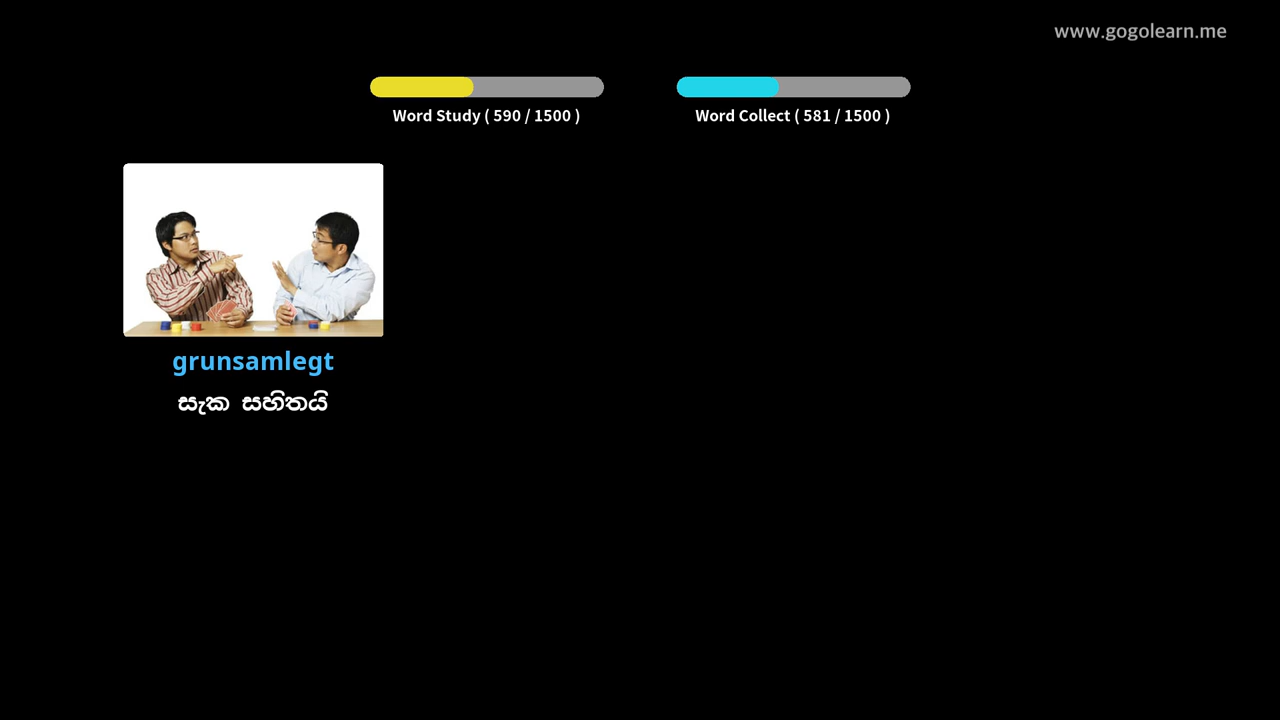 www.gogolearn.me
Word Study ( 590 / 1500 )
Word Collect ( 581 / 1500 )
grunsamlegt
සැක සහිතයි